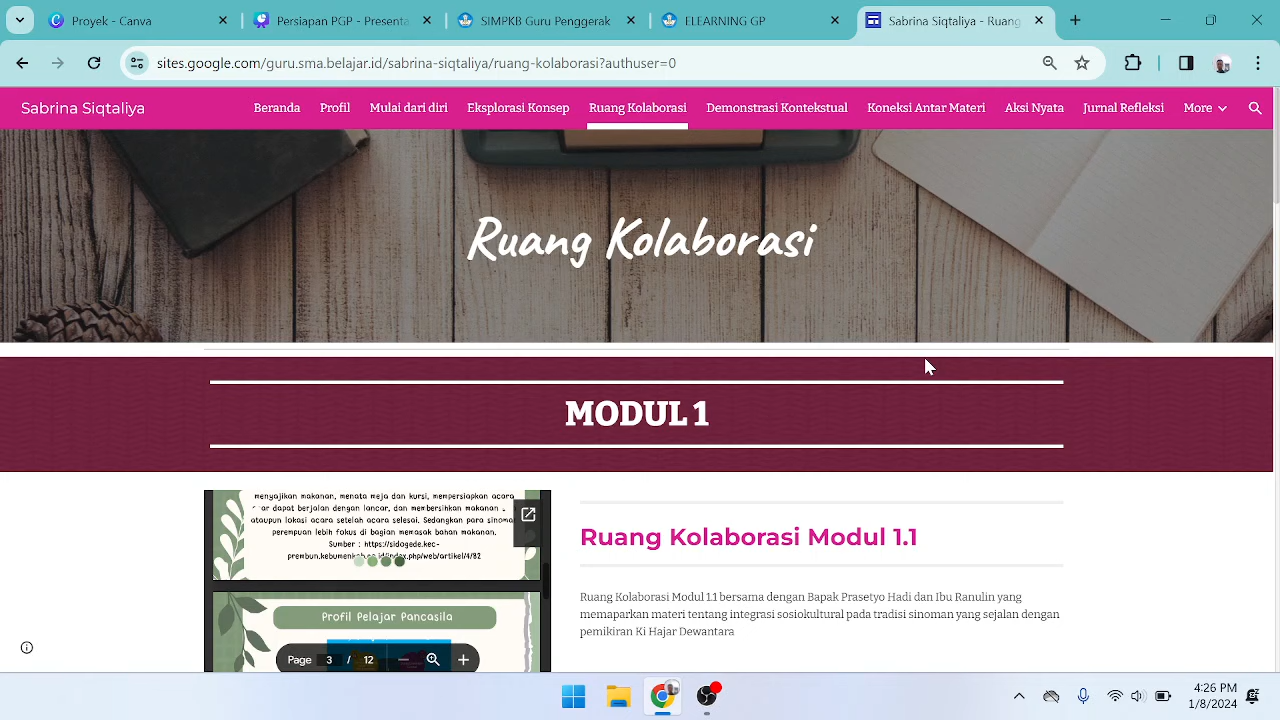 Proyek - Canva
Persiapan PGP - Presenta
SIMPKB Guru Penggerak
ELEARNING GP
Sabrina Siqtaliya - Ruang
sites.google.com/guru.sma.belajar.id/sabrina-siqtaliya/ruang-kolaborasi?authuser=0
Sabrina Siqtaliya
Beranda
Profil
Mulai dari diri
Eksplorasi Konsep
Ruang Kolaborasi
Demonstrasi Kontekstual
Koneksi Antar Materi
Aksi Nyata
Jurnal Refleksi
More
Ruang Kolaborasi
MODUL 1
menyajikan makanan, menata meja dan kursi, mempersiapkan acara
ar dapat berjalan dengan lancar, dan membersihkan makanan
ataupun lokasi acara setelah acara selesai. Sedangkan para sinoma
perempuan lebih fokus di bagian memasak bahan makanan.
Sumber : https://sidogede.kec-
prembun.kebumenkab.go.id/index.php/web/artikel/4/82
Profil Pelajar Pancasila
Page 3 / 12
Ruang Kolaborasi Modul 1.1
Ruang Kolaborasi Modul 1.1 bersama dengan Bapak Prasetyo Hadi dan Ibu Ranulin yang
memaparkan materi tentang integrasi sosiokultural pada tradisi sinoman yang sejalan dengan
pemikiran Ki Hajar Dewantara
4:26 PM
1/8/2024